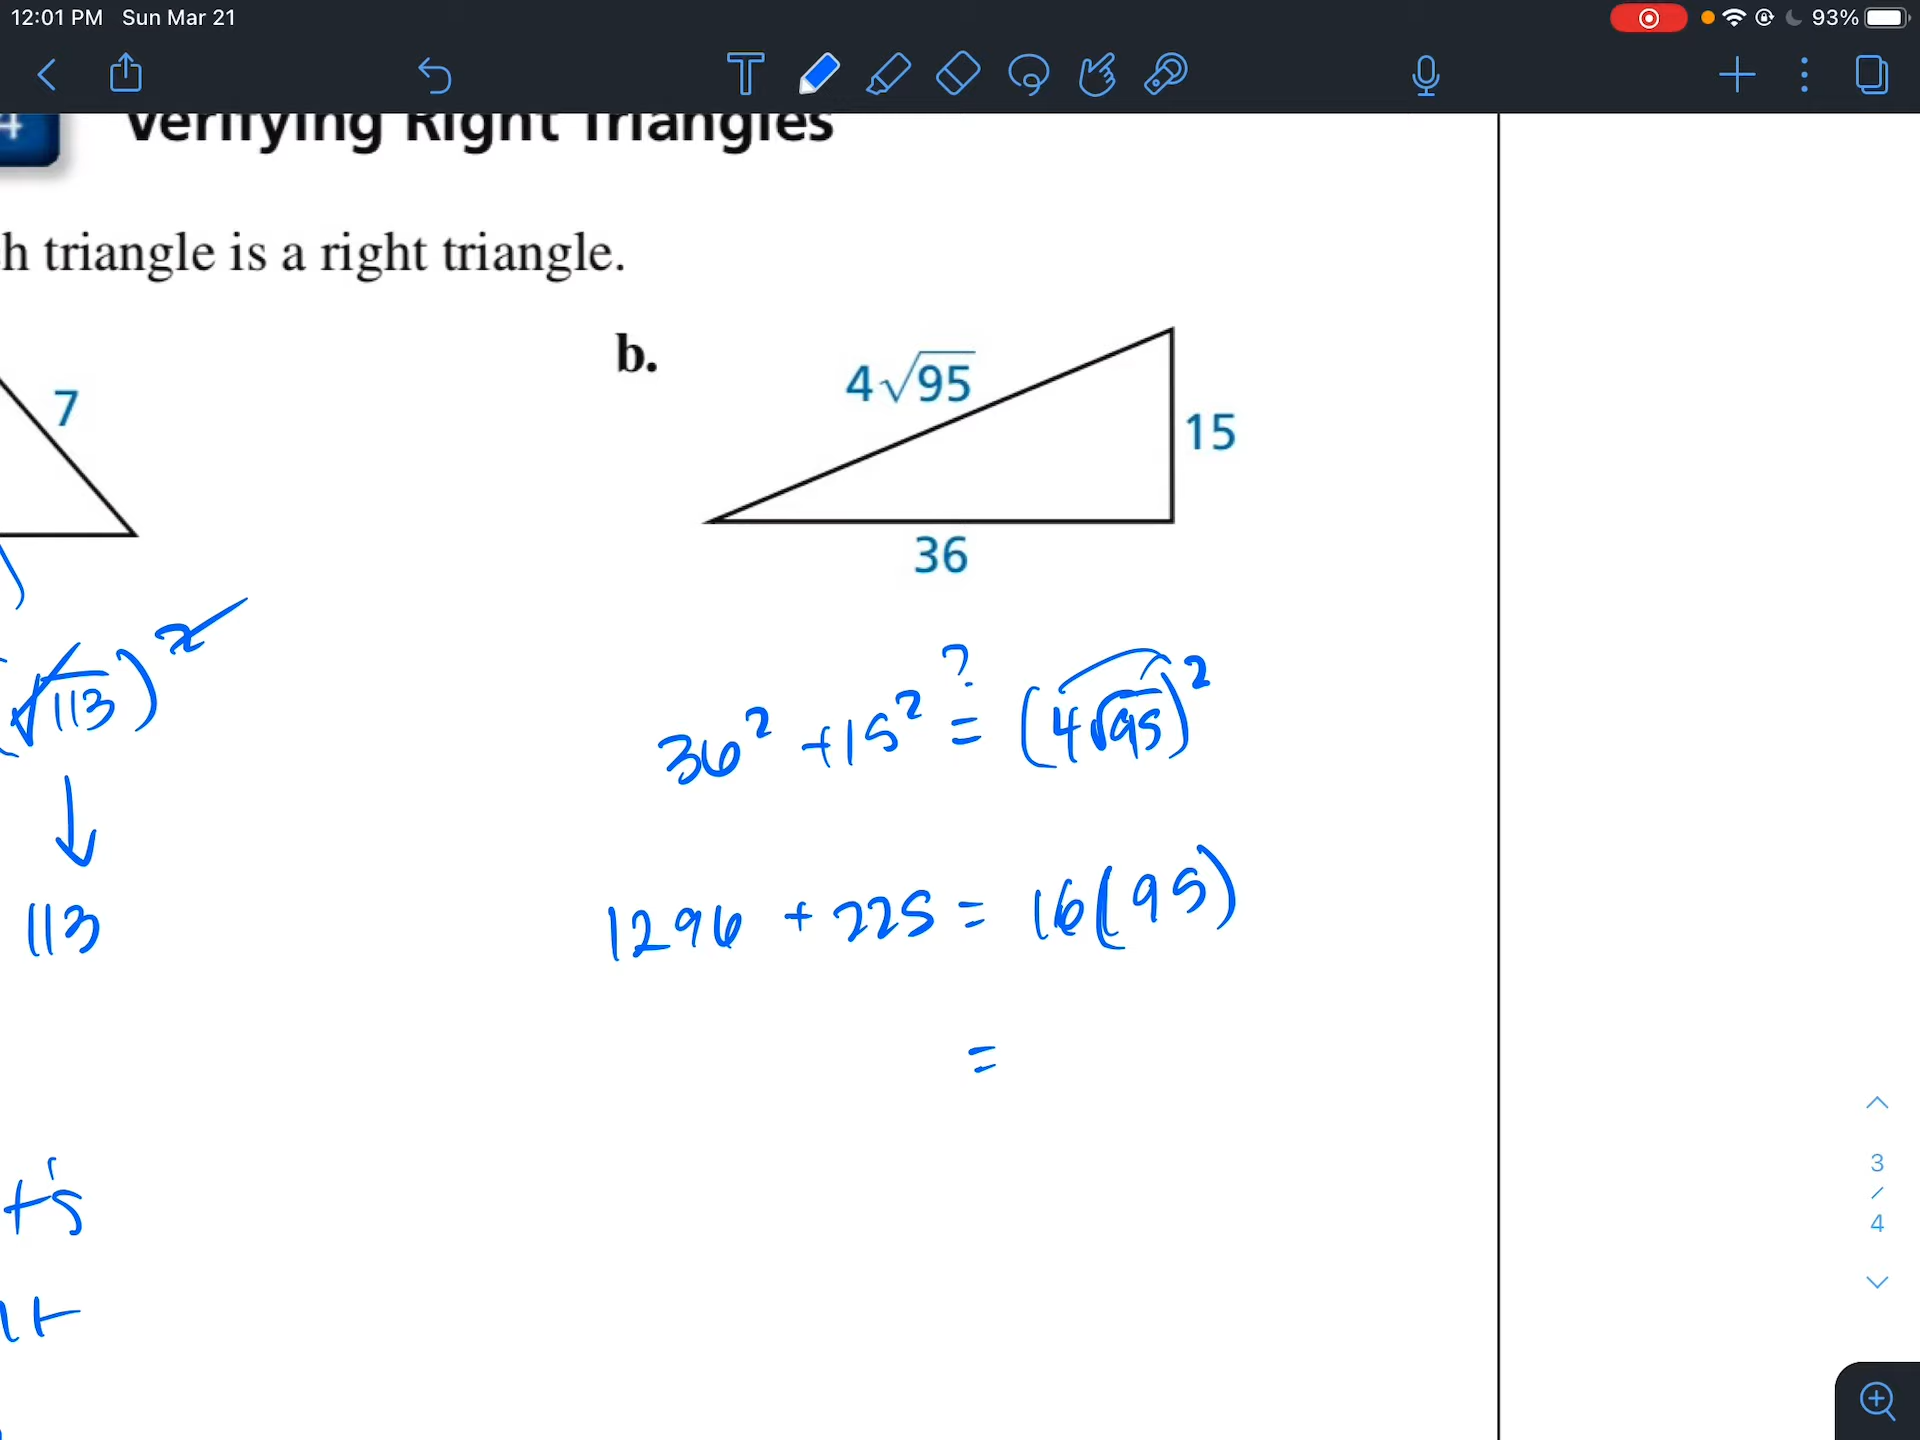 12:01 PM Sun Mar 21
93%
T
4 Verifying Right Triangles
h triangle is a right triangle.
7
b.
4√95
15
36
(√113)²
36² + 15² ?= (4√95)²
113
1296 + 225 = 16(95)
=
t's
3
/
4